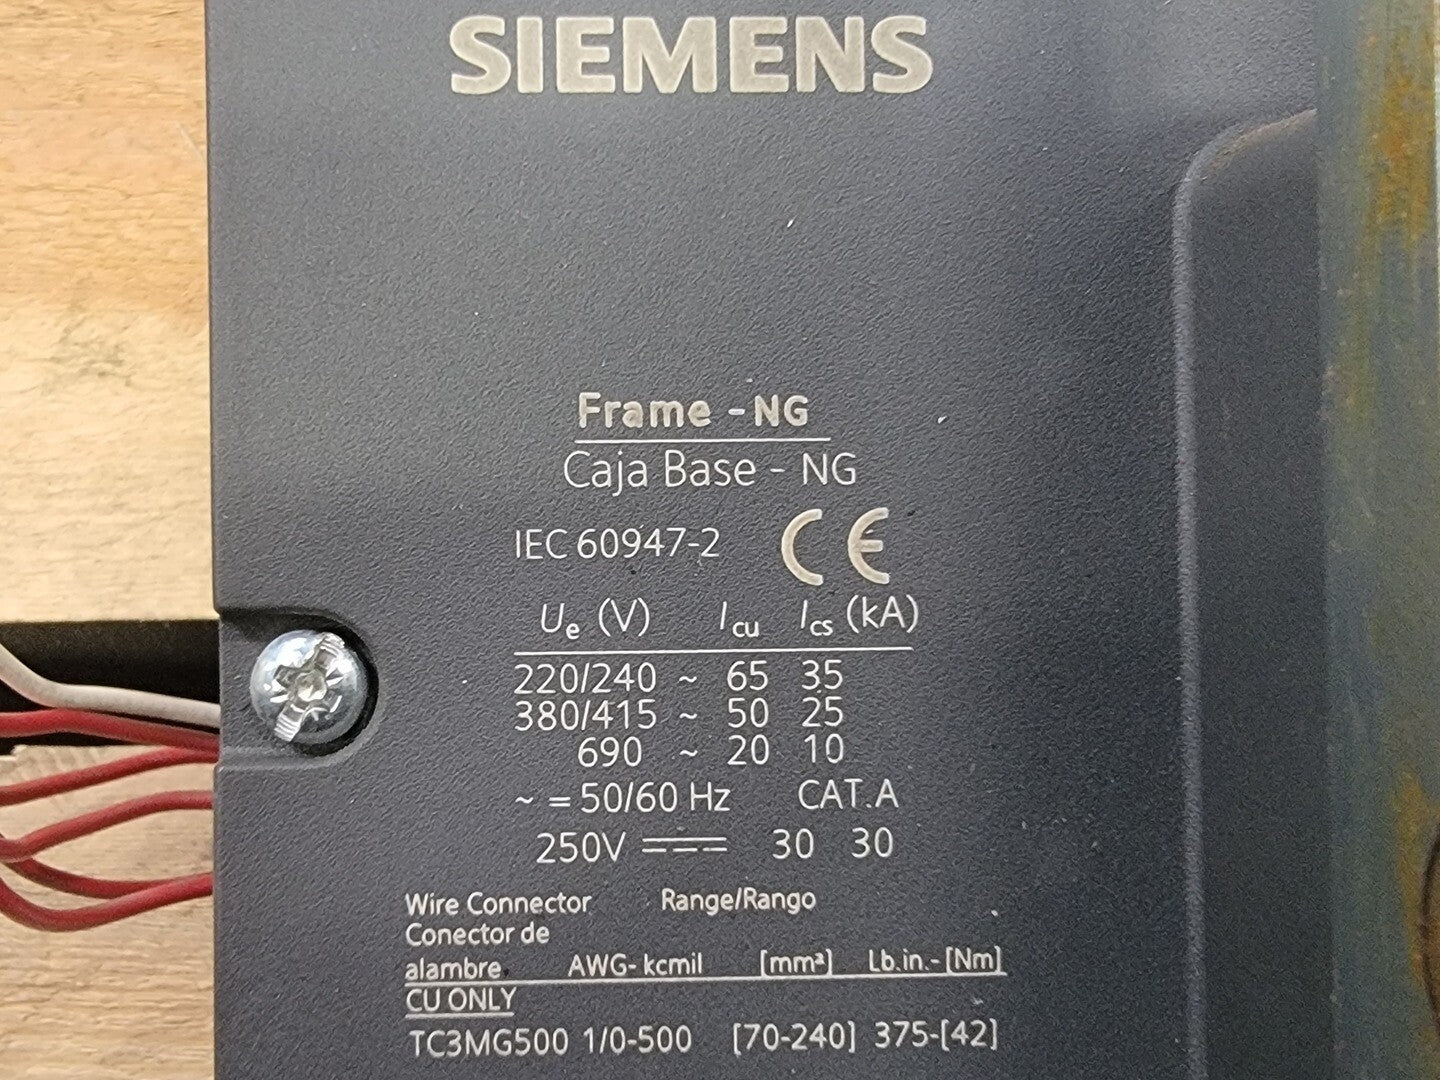 SIEMENS
Frame - NG
Caja Base - NG
IEC 60947-2 CE
Ue (V) Icu Ics (kA)
220/240 ~ 65 35
380/415 ~ 50 25
690 ~ 20 10
~ = 50/60 Hz CAT.A
250V ⎓ 30 30
Wire Connector Range/Rango
Conector de
alambre AWG- kcmil [mm²] Lb.in.- [Nm]
CU ONLY
TC3MG500 1/0-500 [70-240] 375-[42]